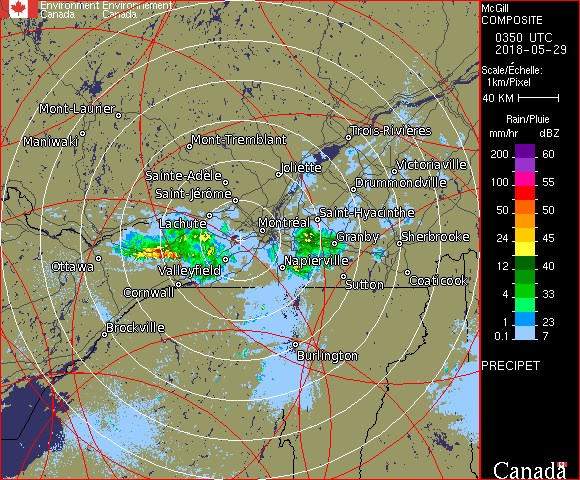 Environment Environnement
Canada Canada
McGill
COMPOSITE
0350 UTC
2018-05-29
Scale/Échelle:
1km/Pixel
40 KM
Rain/Pluie
mm/hr dBZ
200 60
100 55
50 50
24 45
12 40
4 33
1 23
0.1 7
PRECIPET
Canada
Mont-Laurier
Maniwaki
Mont-Tremblant
Trois-Rivières
Sainte-Adèle
Joliette
Victoriaville
Saint-Jérôme
Drummondville
Lachute
Montréal
Saint-Hyacinthe
Granby
Sherbrooke
Ottawa
Valleyfield
Napierville
Cornwall
Sutton
Coaticook
Brockville
Burlington